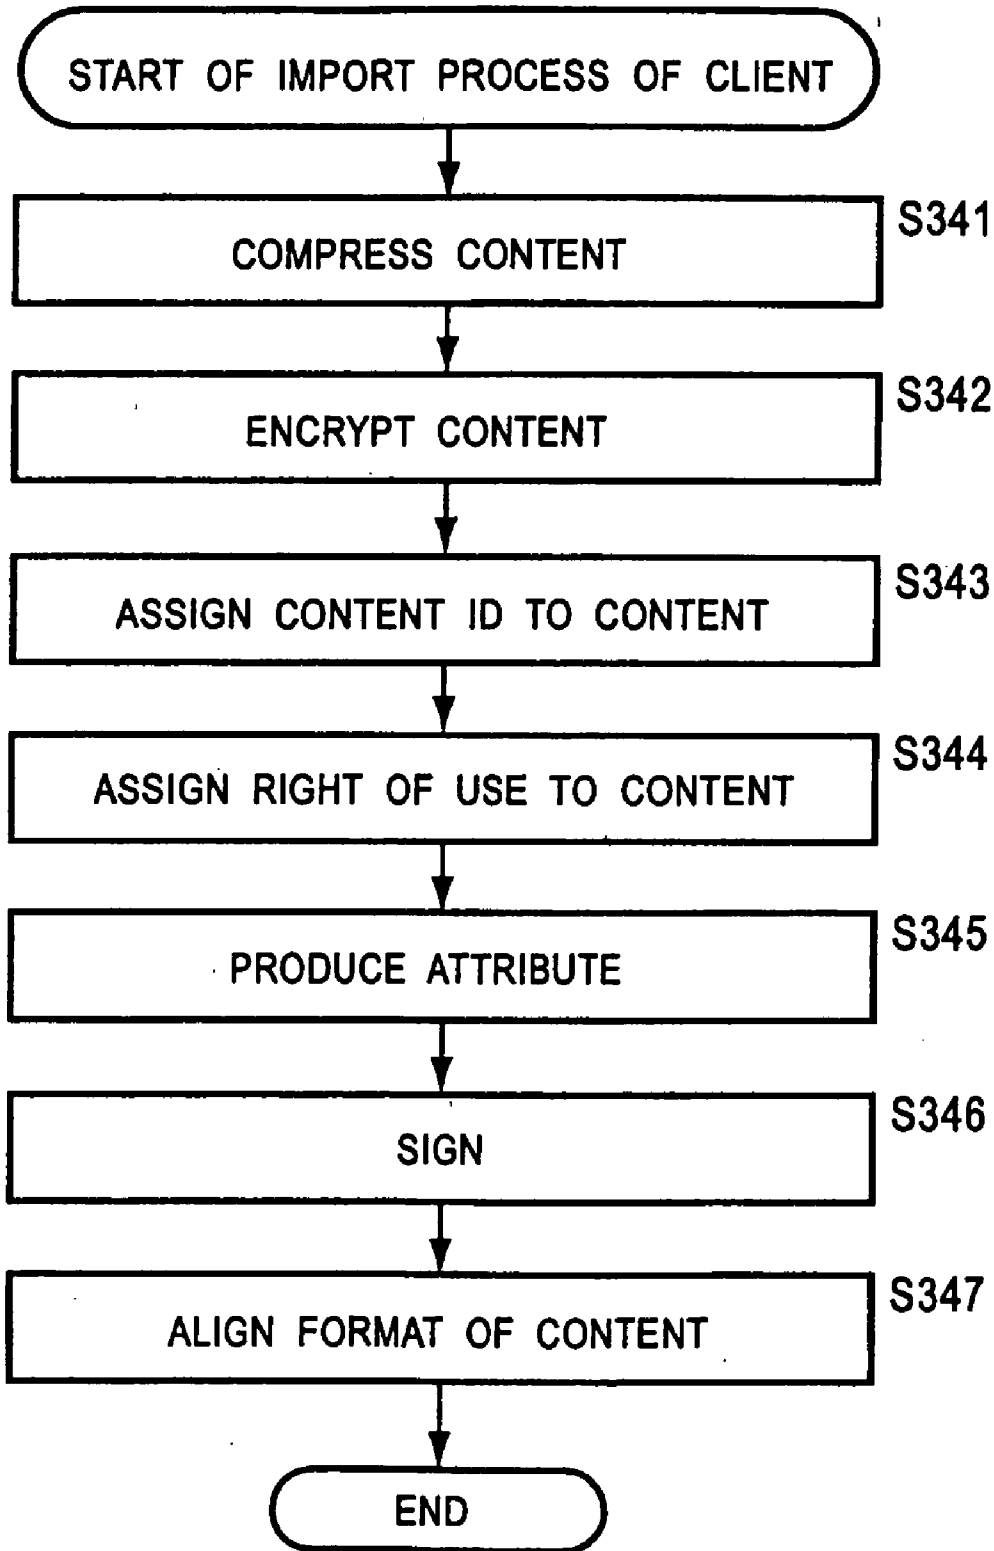 START OF IMPORT PROCESS OF CLIENT
S341
COMPRESS CONTENT
S342
ENCRYPT CONTENT
S343
ASSIGN CONTENT ID TO CONTENT
S344
ASSIGN RIGHT OF USE TO CONTENT
S345
PRODUCE ATTRIBUTE
S346
SIGN
S347
ALIGN FORMAT OF CONTENT
END